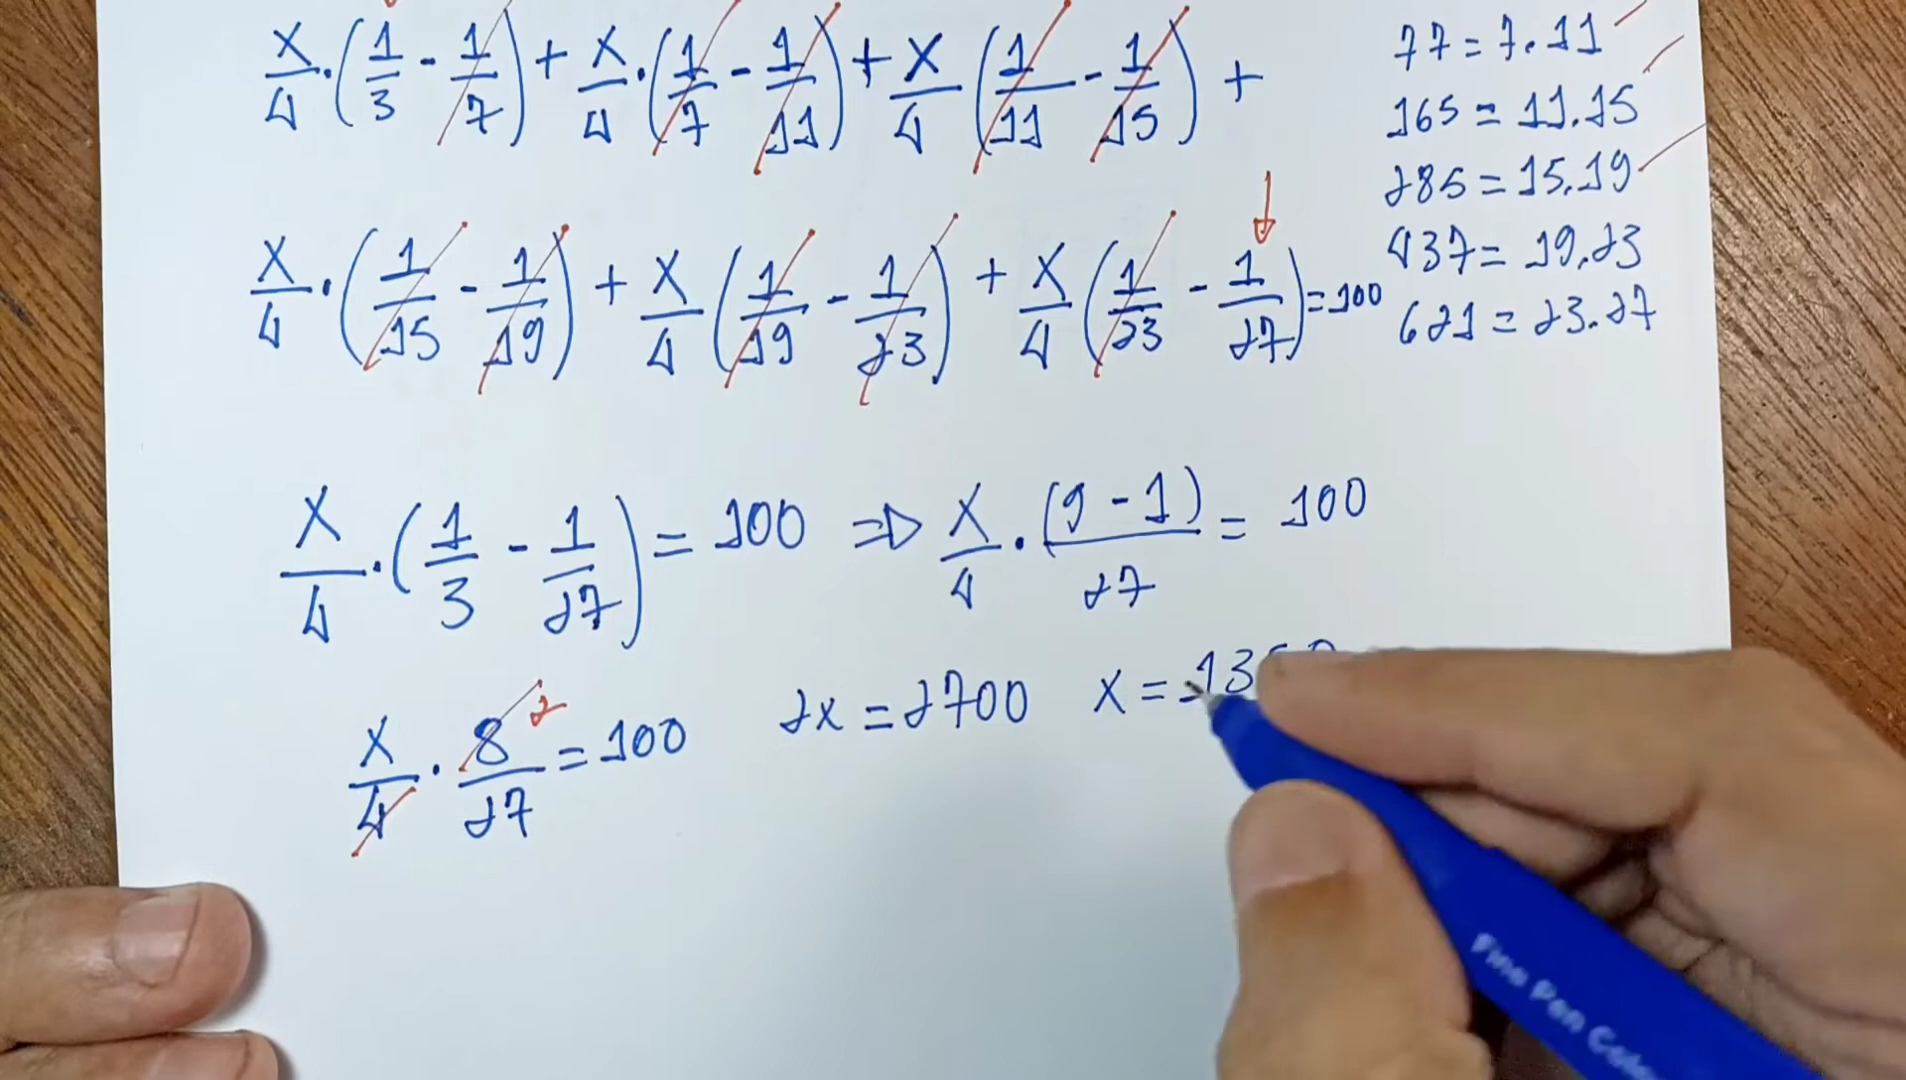 x/4 · (1/3 - 1/7) + x/4 · (1/7 - 1/11) + x/4 (1/11 - 1/15) +
x/4 · (1/15 - 1/19) + x/4 (1/19 - 1/23) + x/4 (1/23 - 1/27) = 100
77 = 7.11
165 = 11.15
285 = 15.19
437 = 19.23
621 = 23.27
x/4 · (1/3 - 1/27) = 100 ⇒ x/4 · (9 - 1)/27 = 100
x/4 · 8/27 = 100 2x = 2700 x =
2
Fine Pen